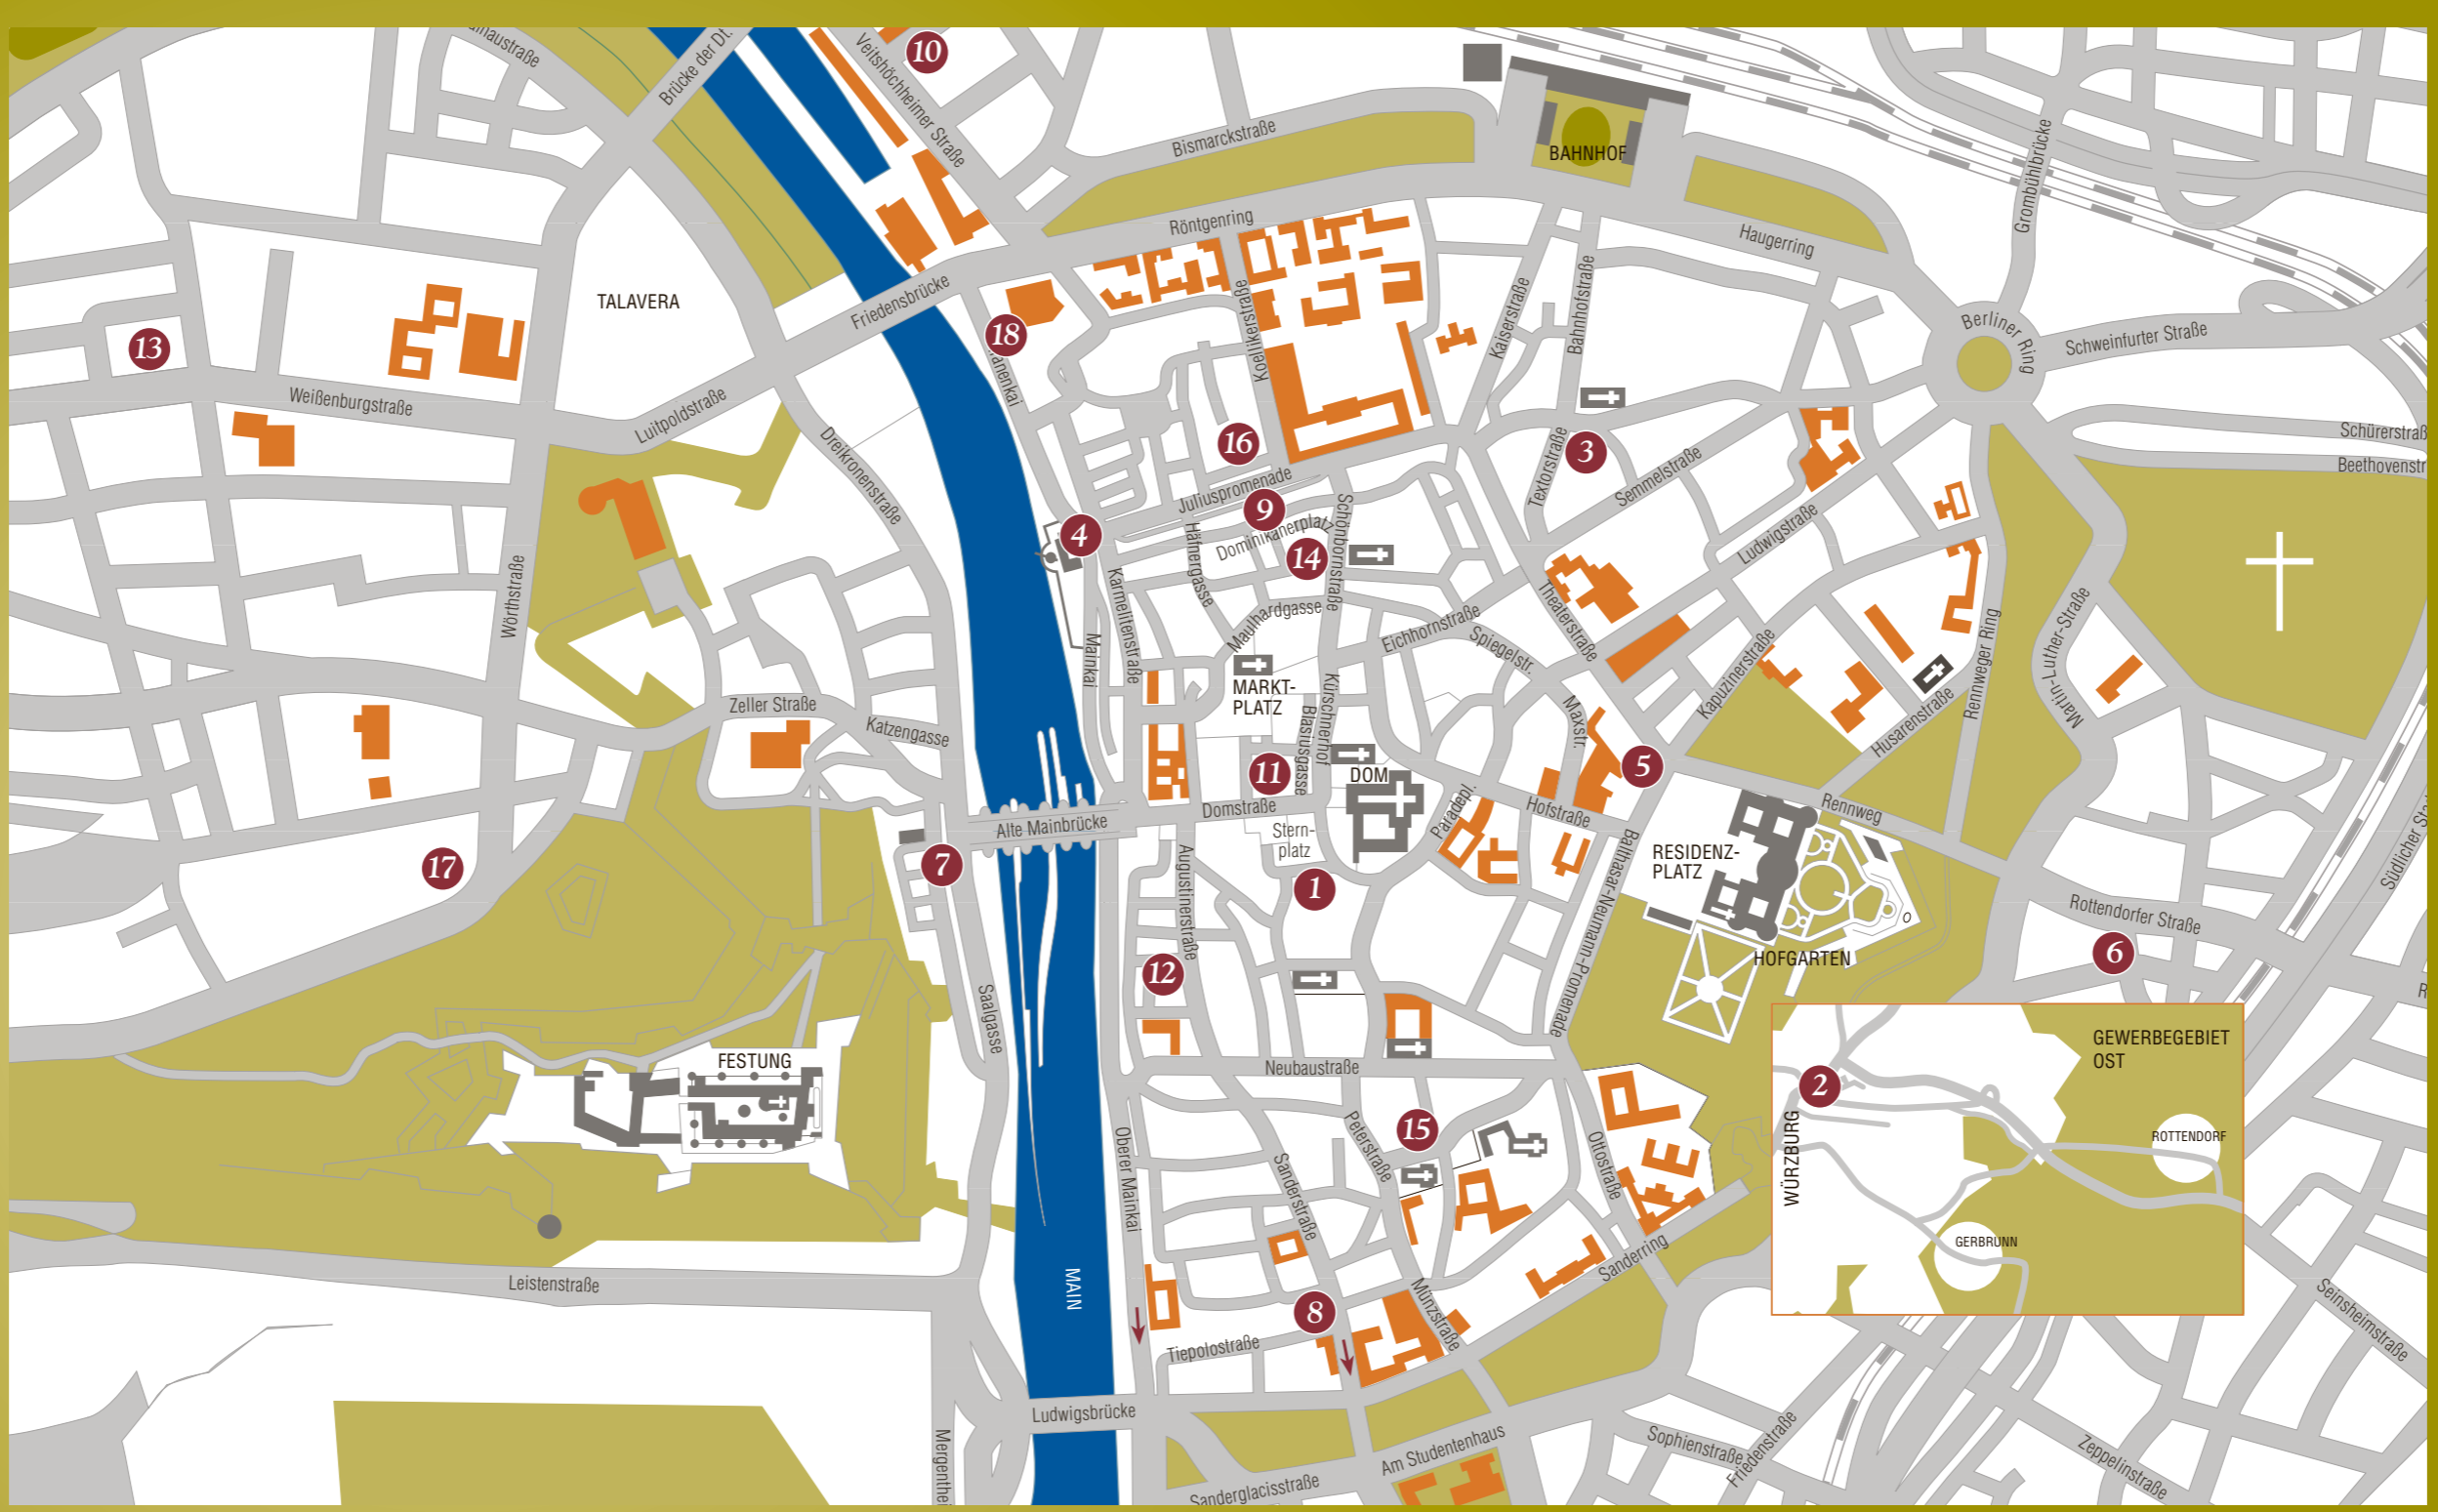 Brücke der Dt.
Veitshöchheimer Straße
10
Bismarckstraße
BAHNHOF
Grombühlbrücke
Röntgenring
Haugerring
TALAVERA
Friedensbrücke
18
Koellikerstraße
Kaiserstraße
Bahnhofstraße
Berliner Ring
Schweinfurter Straße
13
Weißenburgstraße
Luitpoldstraße
Dreikronenstraße
16
3
Textorstraße
Semmelstraße
Beethovenstr
Juliuspromenade
9
Dominikanerplatz
Schönbornstraße
4
14
Häfnergasse
Ludwigstraße
Wörthstraße
Karmelitenstraße
Mainkai
Maulhardgasse
Eichhornstraße
Spiegelstr.
Theaterstraße
Kapuzinerstraße
Rennweger Ring
Martin-Luther-Straße
Husarenstraße
MARKT-
PLATZ
Kürschnerhof
Blasiusgasse
Maxstr.
Zeller Straße
Katzengasse
11
DOM
5
Alte Mainbrücke
Domstraße
Paradepl.
Hofstraße
Rennweg
Stern-
platz
17
7
1
Augustinerstraße
Balthasar-Neumann-Promenade
RESIDENZ-
PLATZ
Rottendorfer Straße
6
12
HOFGARTEN
Saalgasse
FESTUNG
Neubaustraße
GEWERBEGEBIET
OST
2
WÜRZBURG
ROTTENDORF
GERBRUNN
15
Peterstraße
Oberer Mainkai
Sanderstraße
Ottostraße
Sanderring
Leistenstraße
MAIN
8
Münzstraße
Tiepolostraße
Seinsheimstraße
Ludwigsbrücke
Am Studentenhaus
Sophienstraße
Friedenstraße
Zeppelinstraße
Sanderglacisstraße